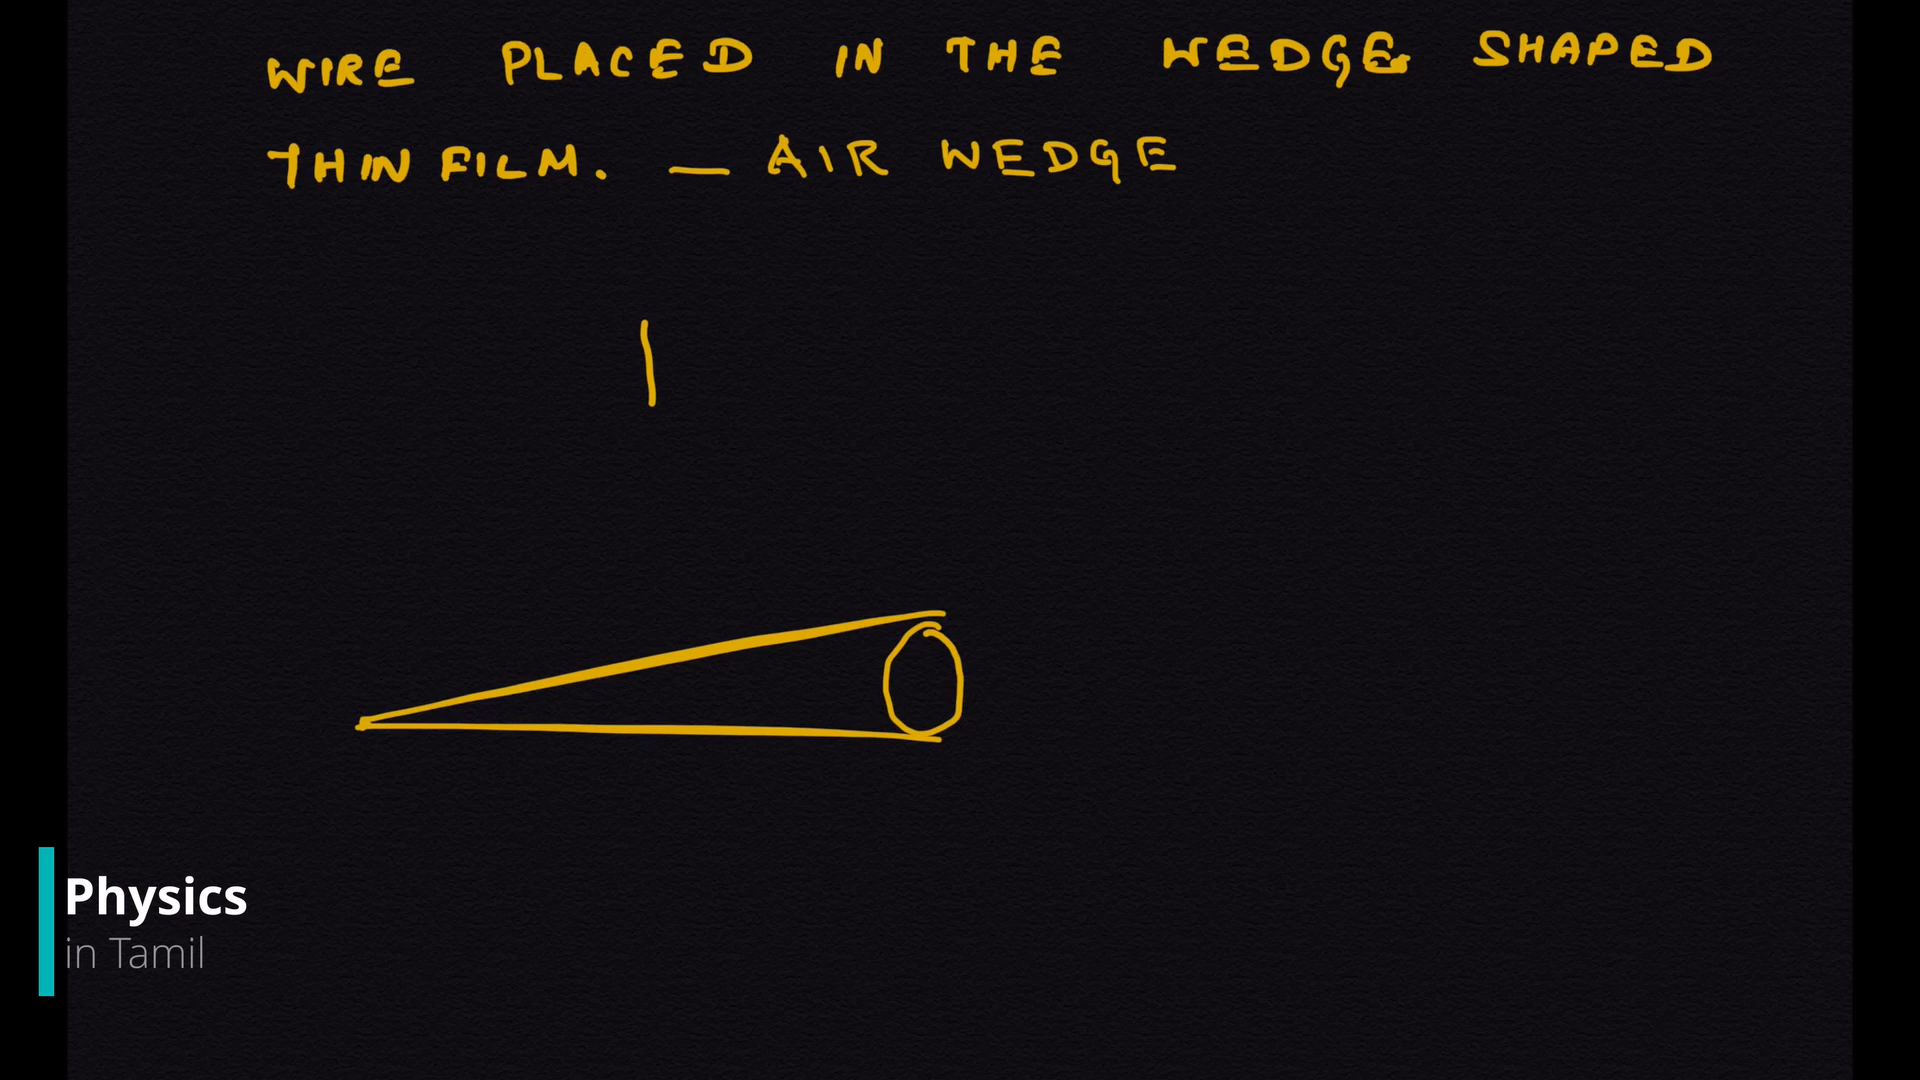 WIRE PLACED IN THE WEDGE SHAPED
THIN FILM. — AIR WEDGE
Physics
in Tamil